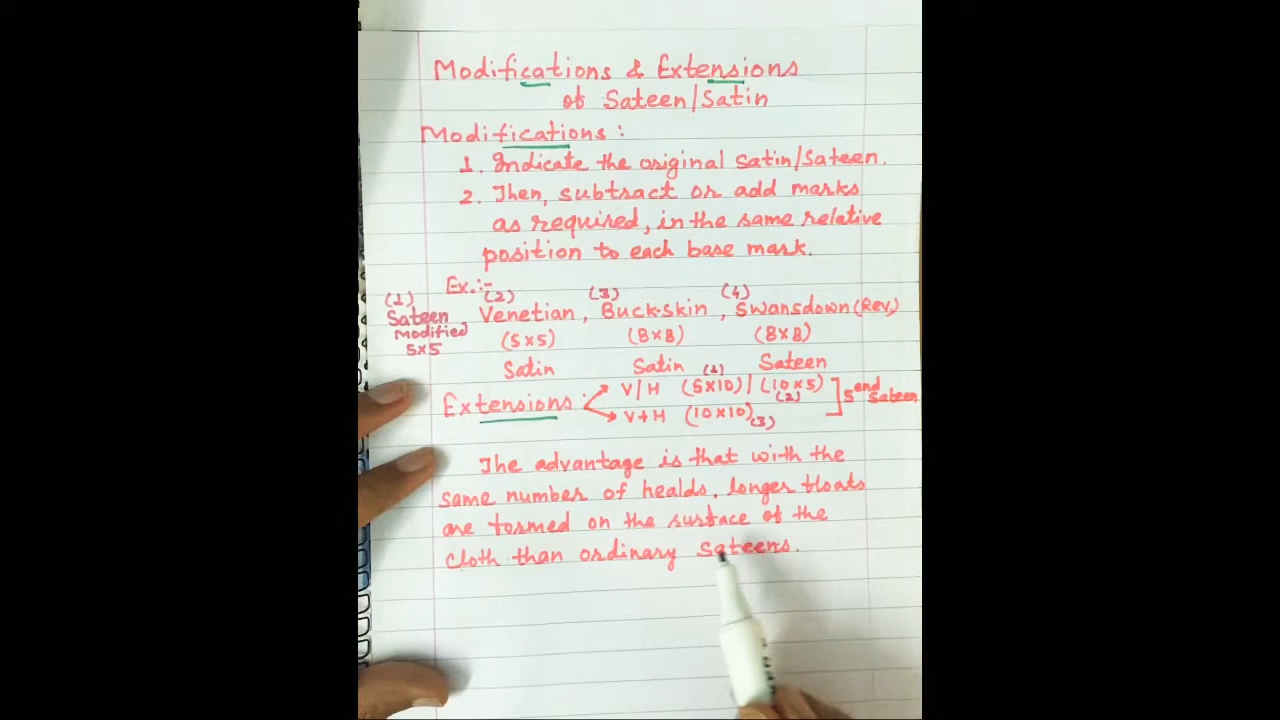 Modifications & Extensions
of Sateen/Satin
Modifications :
1. Indicate the original Satin/Sateen.
2. Then, subtract or add marks
as required, in the same relative
position to each base mark.
Ex.:-
(1) (2) (3) (4)
Sateen Modified 5x5, Venetian, Buckskin, Swansdown (Rev.)
(5x5) (8x8) (8x8)
Satin Satin Sateen
Extensions :
V/H (5x10) (1) / (10x5) (2)
V+H (10x10) (3)
5 end Sateen
The advantage is that with the
same number of healds, longer floats
are formed on the surface of the
cloth than ordinary sateens.